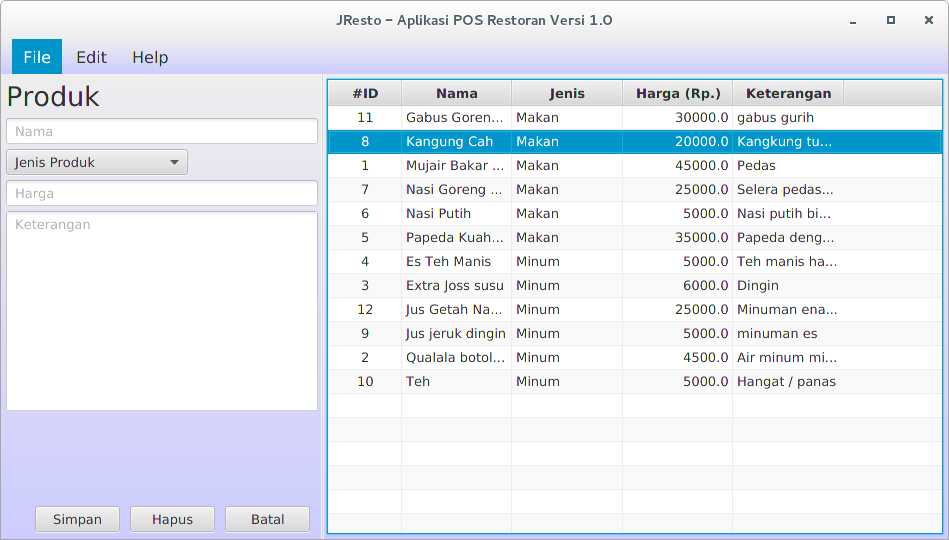 JResto – Aplikasi POS Restoran Versi 1.0
File Edit Help
Produk
Nama
Jenis Produk
Harga
Keterangan
Simpan Hapus Batal
#ID Nama Jenis Harga (Rp.) Keterangan
11 Gabus Goren... Makan 30000.0 gabus gurih
8 Kangung Cah Makan 20000.0 Kangkung tu...
1 Mujair Bakar ... Makan 45000.0 Pedas
7 Nasi Goreng ... Makan 25000.0 Selera pedas...
6 Nasi Putih Makan 5000.0 Nasi putih bi...
5 Papeda Kuah... Makan 35000.0 Papeda deng...
4 Es Teh Manis Minum 5000.0 Teh manis ha...
3 Extra Joss susu Minum 6000.0 Dingin
12 Jus Getah Na... Minum 25000.0 Minuman ena...
9 Jus jeruk dingin Minum 5000.0 minuman es
2 Qualala botol... Minum 4500.0 Air minum mi...
10 Teh Minum 5000.0 Hangat / panas